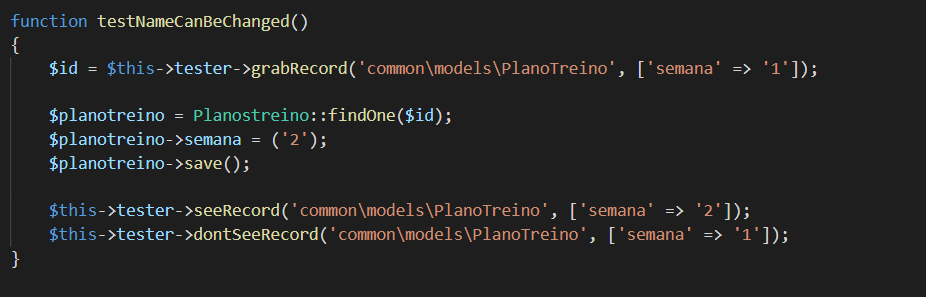 function testNameCanBeChanged()
{
    $id = $this->tester->grabRecord('common\models\PlanoTreino', ['semana' => '1']);

    $planotreino = Planostreino::findOne($id);
    $planotreino->semana = ('2');
    $planotreino->save();

    $this->tester->seeRecord('common\models\PlanoTreino', ['semana' => '2']);
    $this->tester->dontSeeRecord('common\models\PlanoTreino', ['semana' => '1']);
}